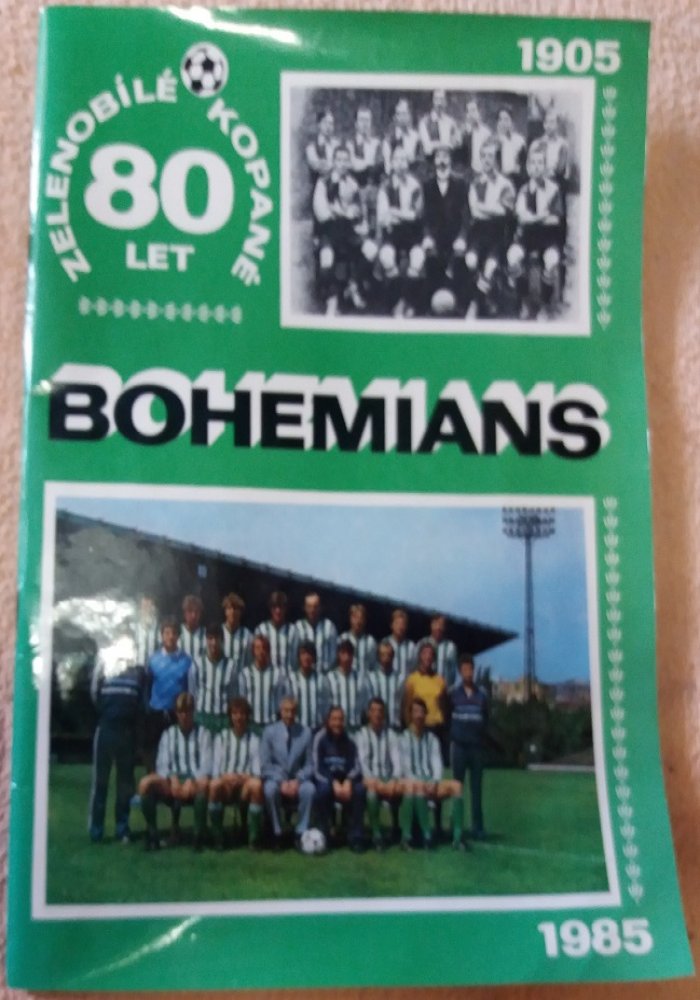 ZELENOBÍLÉ KOPANÉ
80
LET
1905
BOHEMIANS
1985